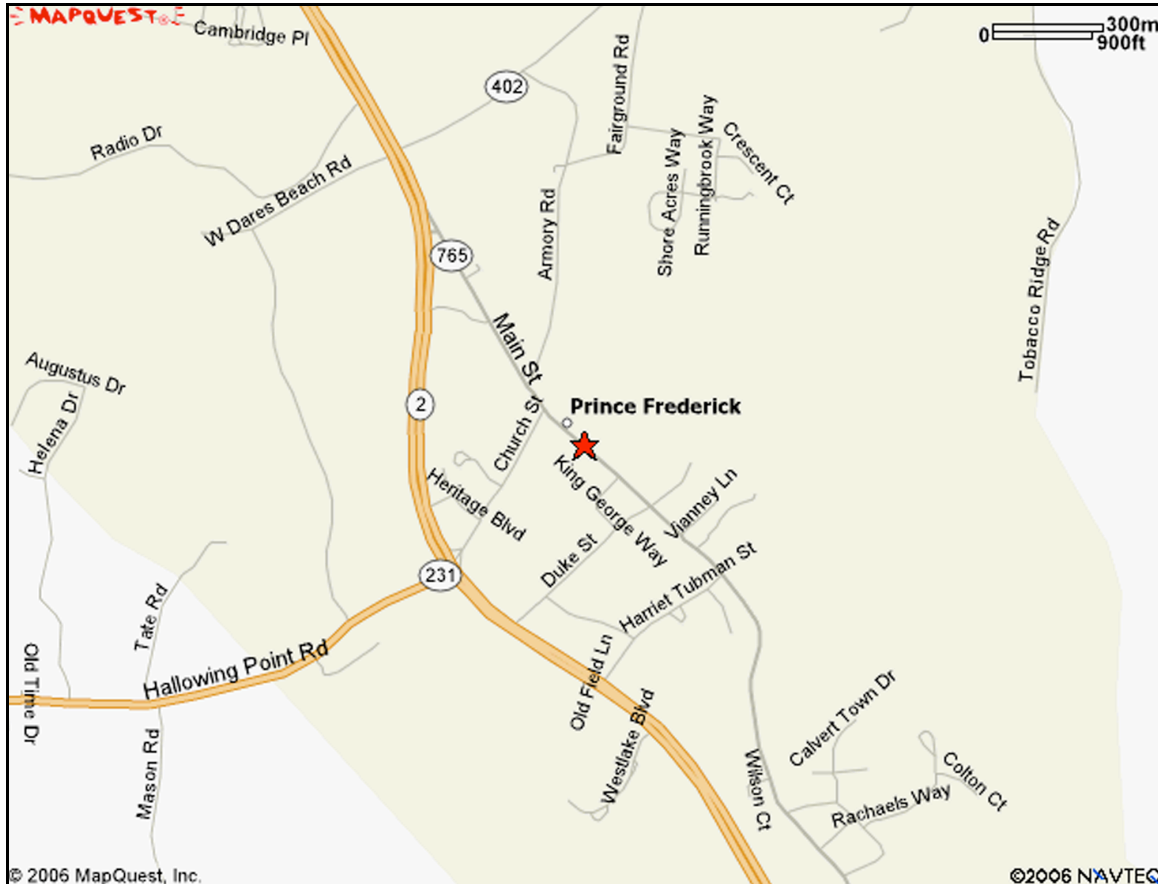 MAPQUEST®
Cambridge Pl
300m
0
900ft
402
Fairground Rd
Radio Dr
Shore Acres Way
Runningbrook Way
Crescent Ct
W Dares Beach Rd
Armory Rd
765
Tobacco Ridge Rd
Main St
Augustus Dr
Helena Dr
2
Prince Frederick
Church St
King George Way
Heritage Blvd
Vianney Ln
231
Duke St
Harriet Tubman St
Tate Rd
Hallowing Point Rd
Old Time Dr
Old Field Ln
Westlake Blvd
Calvert Town Dr
Mason Rd
Wilson Ct
Colton Ct
Rachaels Way
© 2006 MapQuest, Inc.
©2006 NAVTEQ